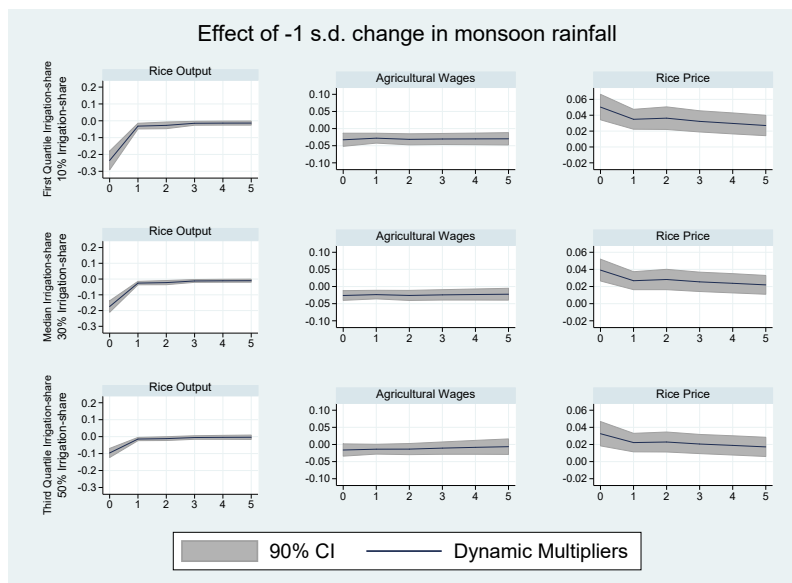 Effect of -1 s.d. change in monsoon rainfall
First Quartile Irrigation-share
10% Irrigation-share
Rice Output
0.2
0.1
0.0
-0.1
-0.2
-0.3
0 1 2 3 4 5
Agricultural Wages
0.10
0.05
0.00
-0.05
-0.10
0 1 2 3 4 5
Rice Price
0.06
0.04
0.02
0.00
-0.02
0 1 2 3 4 5
Median Irrigation-share
30% Irrigation-share
Rice Output
0.2
0.1
0.0
-0.1
-0.2
-0.3
0 1 2 3 4 5
Agricultural Wages
0.10
0.05
0.00
-0.05
-0.10
0 1 2 3 4 5
Rice Price
0.06
0.04
0.02
0.00
-0.02
0 1 2 3 4 5
Third Quartile Irrigation-share
50% Irrigation-share
Rice Output
0.2
0.1
0.0
-0.1
-0.2
-0.3
0 1 2 3 4 5
Agricultural Wages
0.10
0.05
0.00
-0.05
-0.10
0 1 2 3 4 5
Rice Price
0.06
0.04
0.02
0.00
-0.02
0 1 2 3 4 5
90% CI Dynamic Multipliers